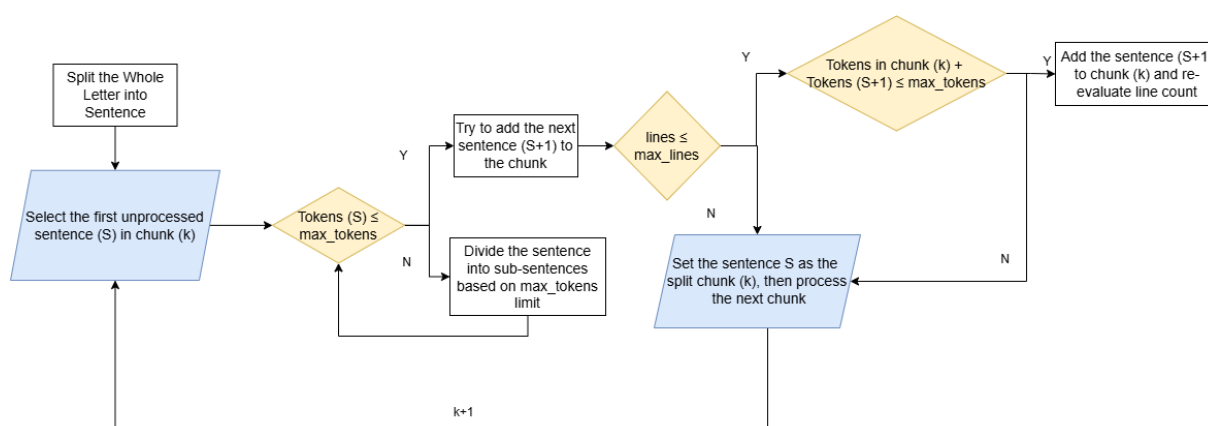 Split the Whole
Letter into
Sentence
Select the first unprocessed
sentence (S) in chunk (k)
Tokens (S) ≤
max_tokens
Y
N
Try to add the next
sentence (S+1) to
the chunk
Divide the sentence
into sub-sentences
based on max_tokens
limit
lines ≤
max_lines
Y
N
Tokens in chunk (k) +
Tokens (S+1) ≤ max_tokens
Y
N
Add the sentence (S+1
to chunk (k) and re-
evaluate line count
Set the sentence S as the
split chunk (k), then process
the next chunk
k+1